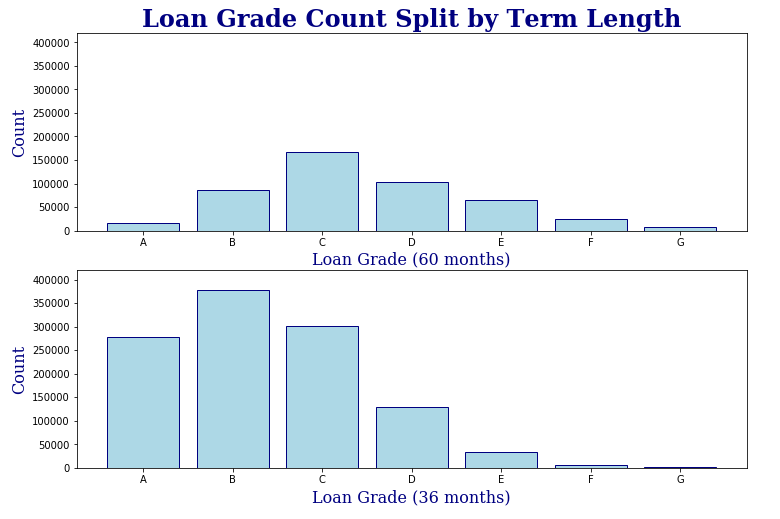 Loan Grade Count Split by Term Length
400000
350000
300000
250000
200000
150000
100000
50000
0
Count
A B C D E F G
Loan Grade (60 months)
400000
350000
300000
250000
200000
150000
100000
50000
0
Count
A B C D E F G
Loan Grade (36 months)